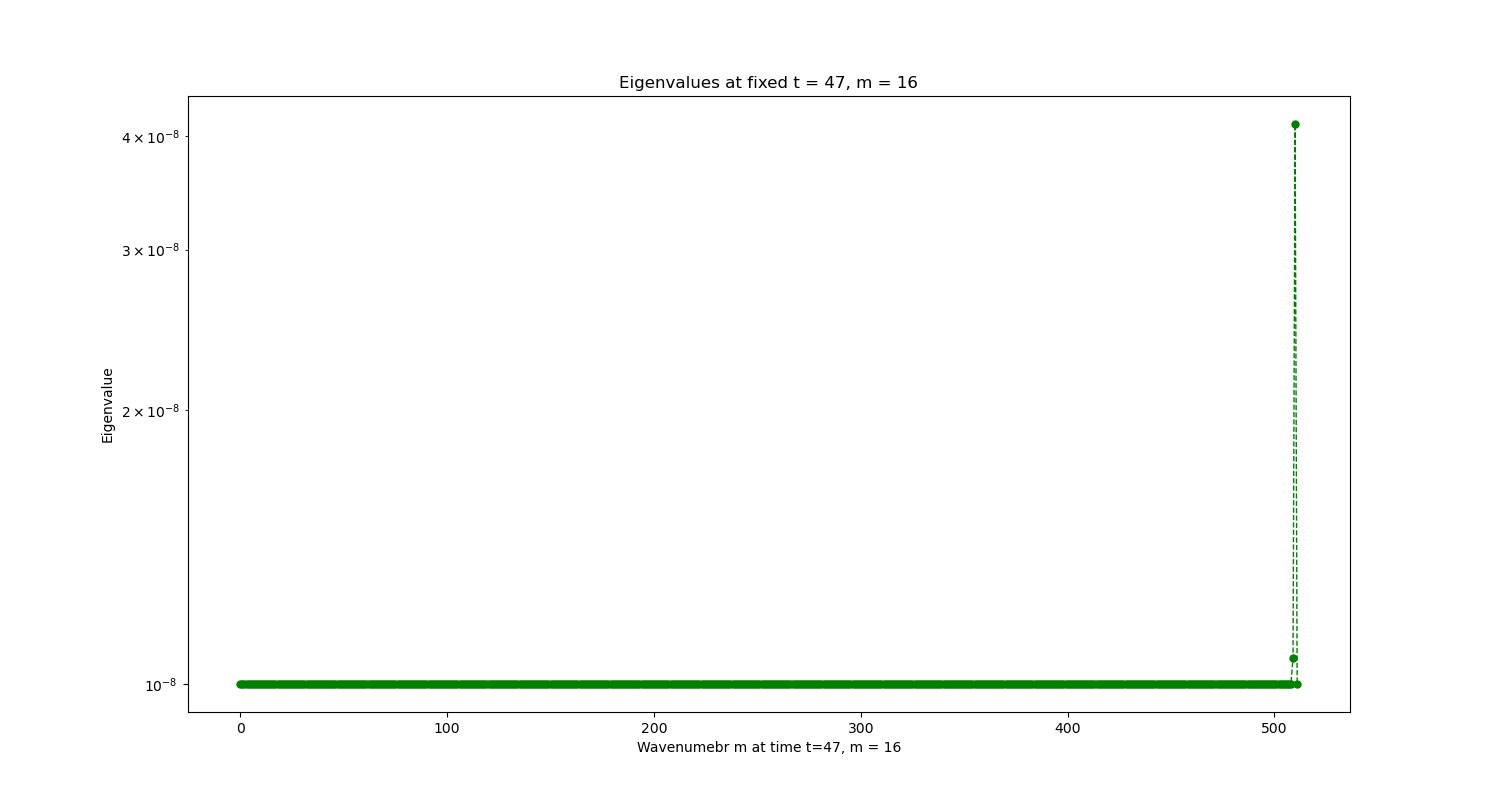 Eigenvalues at fixed t = 47, m = 16
4 × 10⁻⁸
3 × 10⁻⁸
2 × 10⁻⁸
10⁻⁸
Eigenvalue
0 100 200 300 400 500
Wavenumebr m at time t=47, m = 16